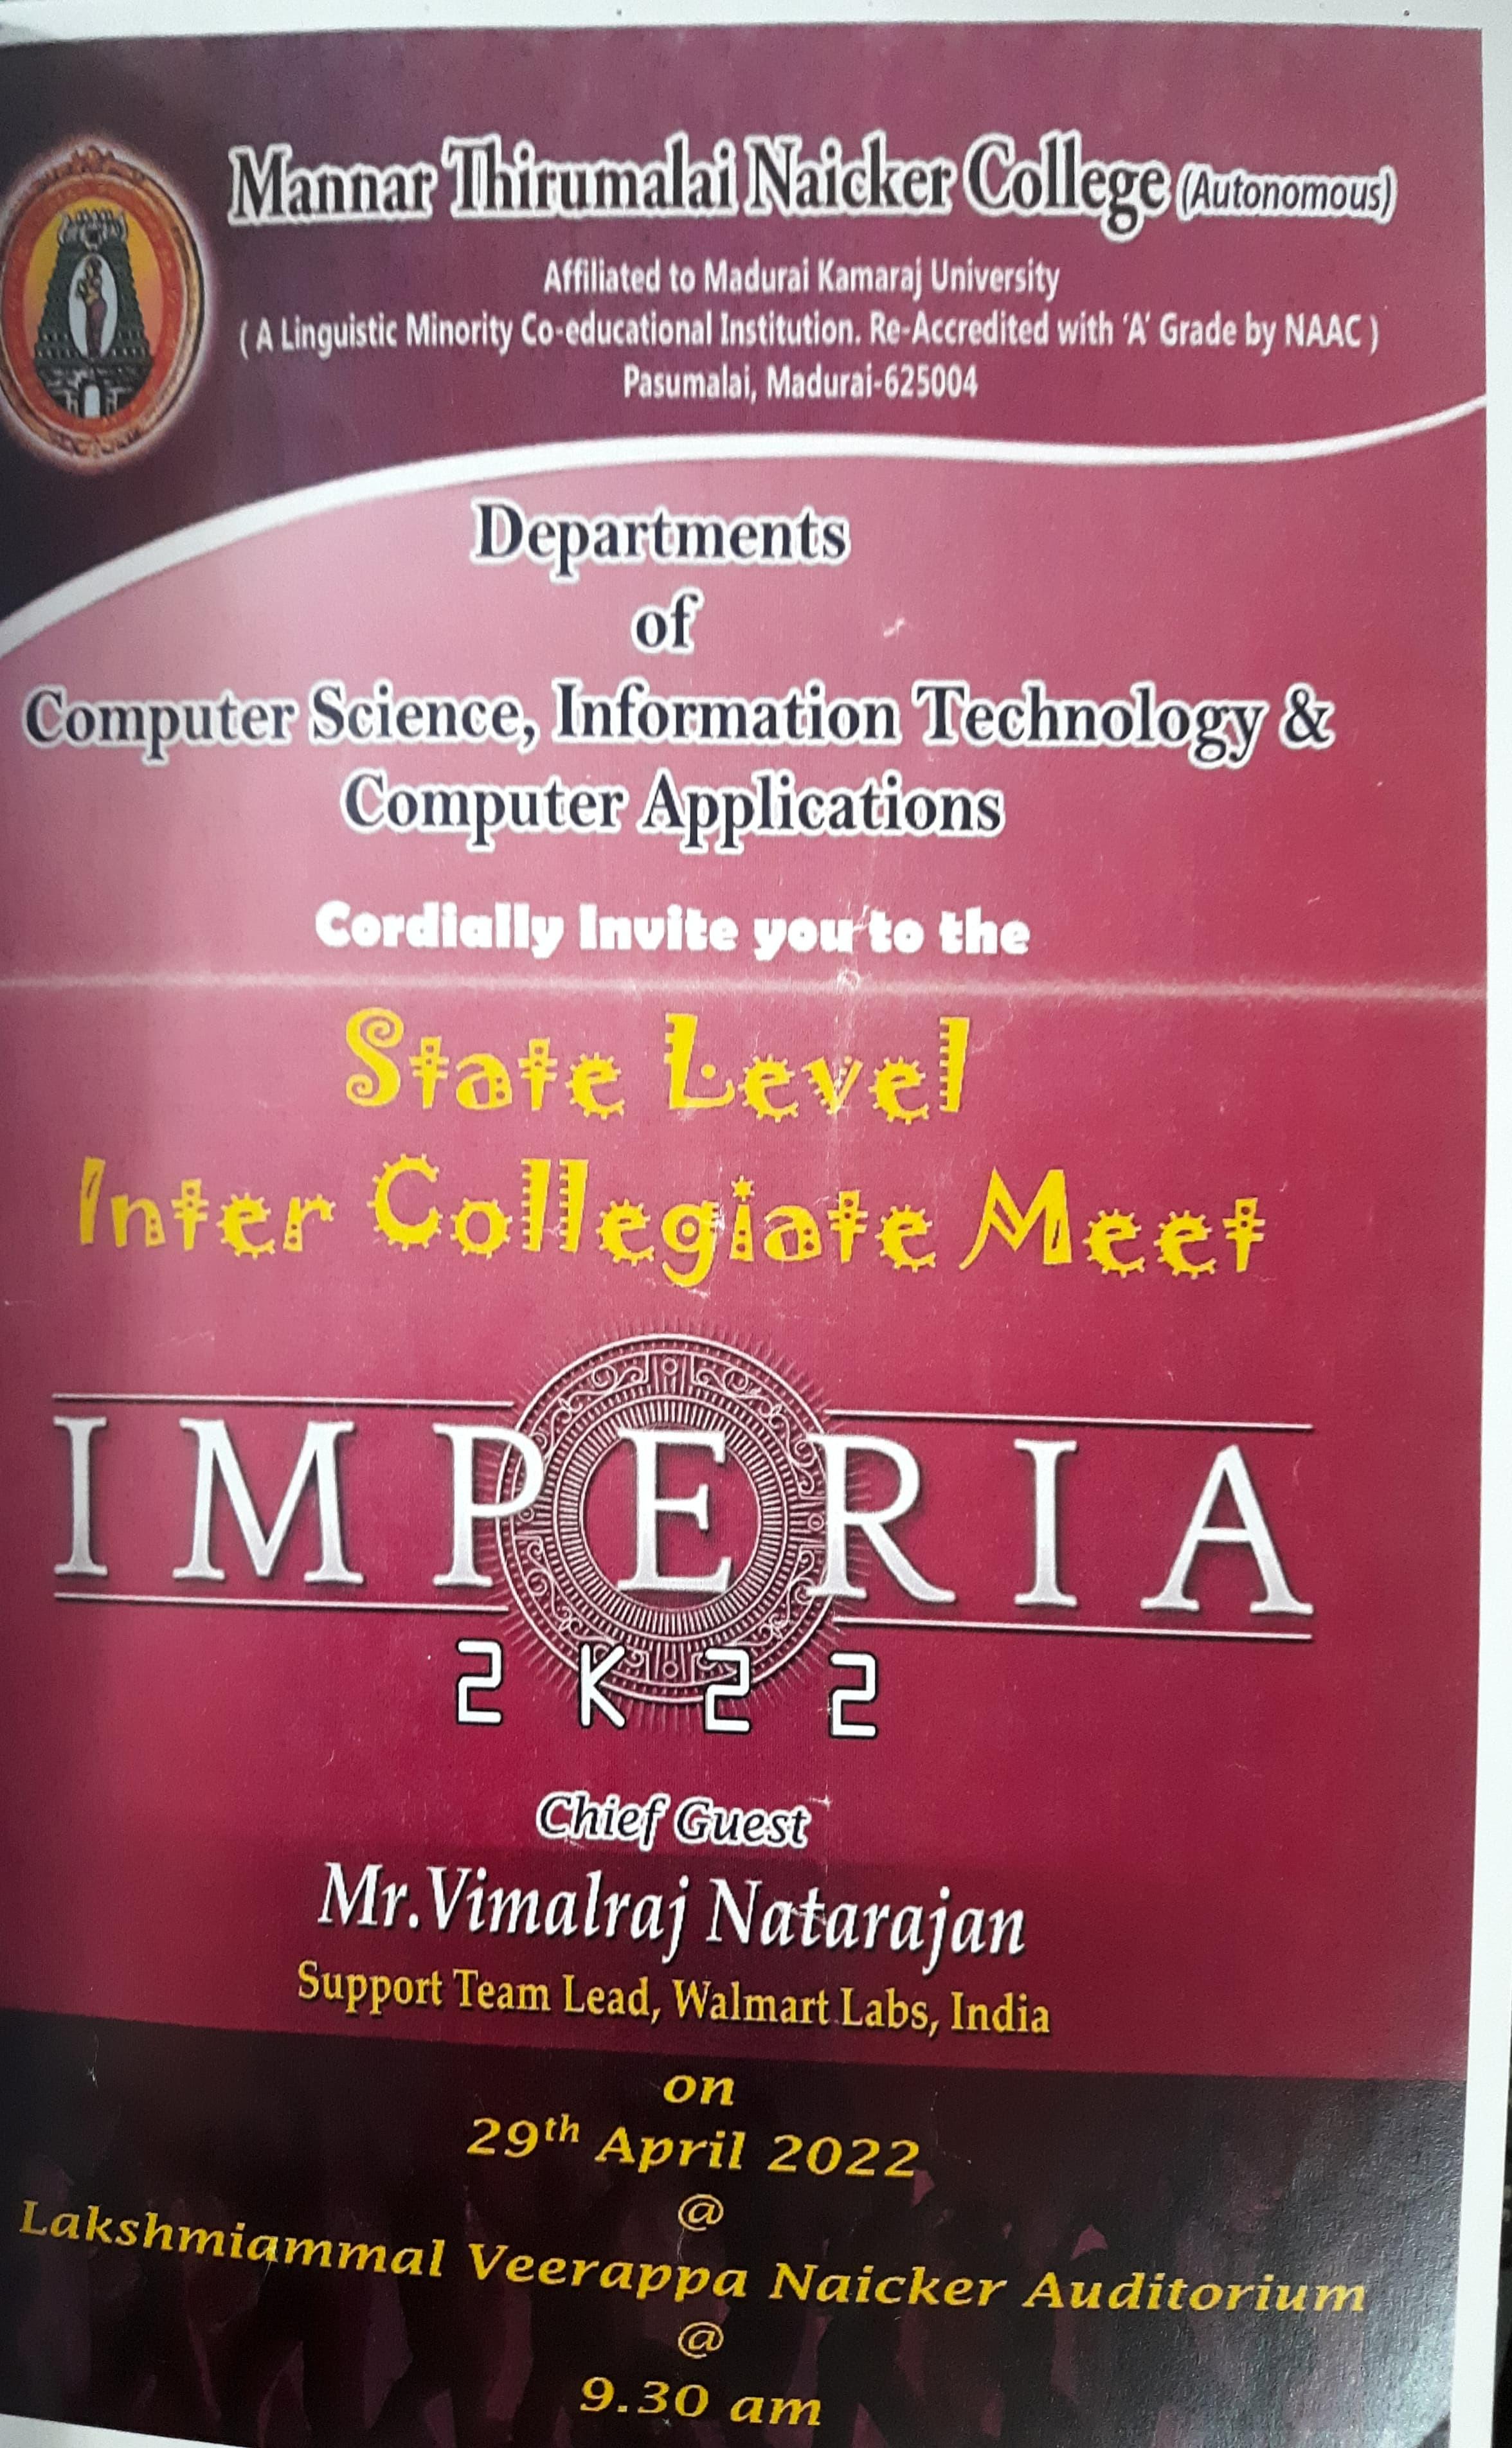 Mannar Thirumalai Naicker College (Autonomous)
Affiliated to Madurai Kamaraj University
( A Linguistic Minority Co-educational Institution. Re-Accredited with 'A' Grade by NAAC )
Pasumalai, Madurai-625004
Departments
of
Computer Science, Information Technology &
Computer Applications
Cordially Invite you to the
State Level
Inter Collegiate Meet
IMPERIA
2K22
Chief Guest
Mr.Vimalraj Natarajan
Support Team Lead, Walmart Labs, India
on
29th April 2022
@
Lakshmiammal Veerappa Naicker Auditorium
@
9.30 am